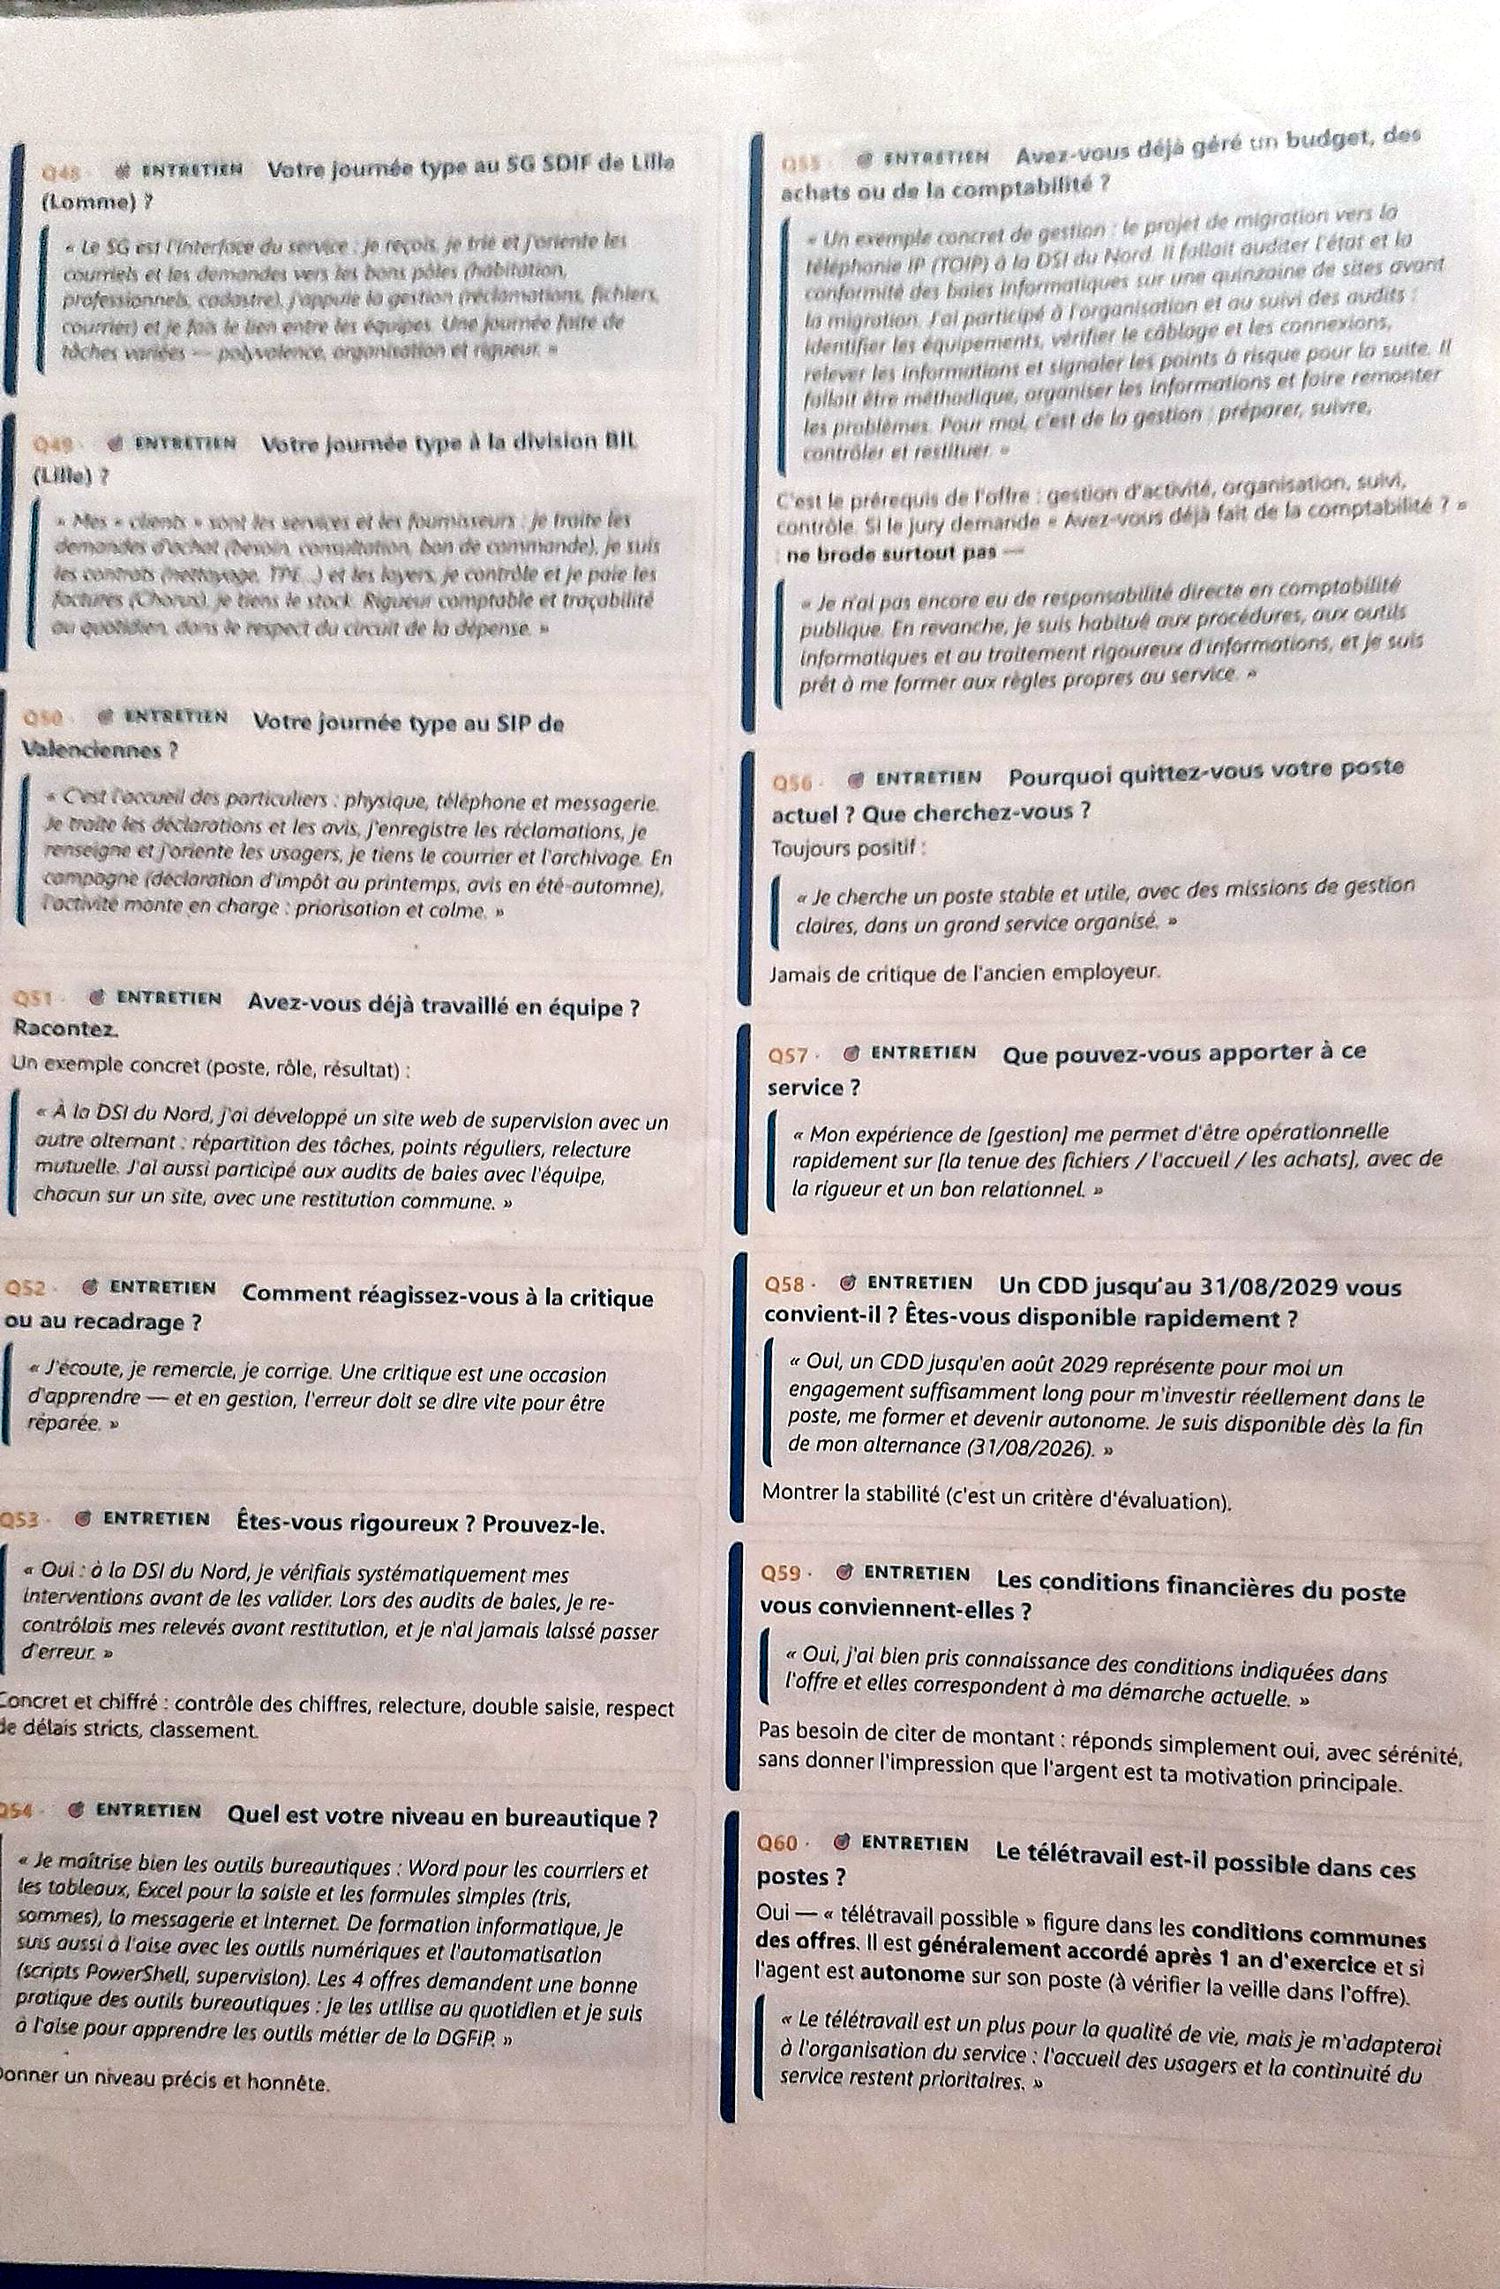 Q48 · ENTRETIEN Votre journée type au SG SDIF de Lille
(Lomme) ?
« Le SG est l'interface du service : je reçois, je trie et j'oriente les
courriels et les demandes vers les bons pôles (habitation,
professionnels, cadastre), j'appuie la gestion (réclamations, fichiers,
courrier) et je fais le lien entre les équipes. Une journée faite de
tâches variées — polyvalence, organisation et rigueur. »
Q49 · ENTRETIEN Votre journée type à la division BIL
(Lille) ?
« Mes « clients » sont les services et les fournisseurs : je traite les
demandes d'achat (besoin, consultation, bon de commande), je suis
les contrats (nettoyage, TPE…) et les loyers, je contrôle et je paie les
factures (Chorus), je tiens le stock. Rigueur comptable et traçabilité
au quotidien, dans le respect du circuit de la dépense. »
Q50 · ENTRETIEN Votre journée type au SIP de
Valenciennes ?
« C'est l'accueil des particuliers : physique, téléphone et messagerie.
Je traite les déclarations et les avis, j'enregistre les réclamations, je
renseigne et j'oriente les usagers, je tiens le courrier et l'archivage. En
campagne (déclaration d'impôt au printemps, avis en été-automne),
l'activité monte en charge : priorisation et calme. »
Q51 · ENTRETIEN Avez-vous déjà travaillé en équipe ?
Racontez.
Un exemple concret (poste, rôle, résultat) :
« À la DSI du Nord, j'ai développé un site web de supervision avec un
autre alternant : répartition des tâches, points réguliers, relecture
mutuelle. J'ai aussi participé aux audits de baies avec l'équipe,
chacun sur un site, avec une restitution commune. »
Q52 · ENTRETIEN Comment réagissez-vous à la critique
ou au recadrage ?
« J'écoute, je remercie, je corrige. Une critique est une occasion
d'apprendre — et en gestion, l'erreur doit se dire vite pour être
réparée. »
Q53 · ENTRETIEN Êtes-vous rigoureux ? Prouvez-le.
« Oui : à la DSI du Nord, je vérifiais systématiquement mes
interventions avant de les valider. Lors des audits de baies, je re-
contrôlais mes relevés avant restitution, et je n'ai jamais laissé passer
d'erreur. »
Concret et chiffré : contrôle des chiffres, relecture, double saisie, respect
de délais stricts, classement.
Q54 · ENTRETIEN Quel est votre niveau en bureautique ?
« Je maîtrise bien les outils bureautiques : Word pour les courriers et
les tableaux, Excel pour la saisie et les formules simples (tris,
sommes), la messagerie et Internet. De formation informatique, je
suis aussi à l'aise avec les outils numériques et l'automatisation
(scripts PowerShell, supervision). Les 4 offres demandent une bonne
pratique des outils bureautiques : je les utilise au quotidien et je suis
à l'aise pour apprendre les outils métier de la DGFiP. »
Donner un niveau précis et honnête.
Q55 · ENTRETIEN Avez-vous déjà géré un budget, des
achats ou de la comptabilité ?
« Un exemple concret de gestion : le projet de migration vers la
téléphonie IP (TOIP) à la DSI du Nord. Il fallait auditer l'état et la
conformité des baies informatiques sur une quinzaine de sites avant
la migration. J'ai participé à l'organisation et au suivi des audits :
identifier les équipements, vérifier le câblage et les connexions,
relever les informations et signaler les points à risque pour la suite. Il
fallait être méthodique, organiser les informations et faire remonter
les problèmes. Pour moi, c'est de la gestion : préparer, suivre,
contrôler et restituer. »
C'est le prérequis de l'offre : gestion d'activité, organisation, suivi,
contrôle. Si le jury demande « Avez-vous déjà fait de la comptabilité ? »
: ne brode surtout pas —
« Je n'ai pas encore eu de responsabilité directe en comptabilité
publique. En revanche, je suis habitué aux procédures, aux outils
informatiques et au traitement rigoureux d'informations, et je suis
prêt à me former aux règles propres au service. »
Q56 · ENTRETIEN Pourquoi quittez-vous votre poste
actuel ? Que cherchez-vous ?
Toujours positif :
« Je cherche un poste stable et utile, avec des missions de gestion
claires, dans un grand service organisé. »
Jamais de critique de l'ancien employeur.
Q57 · ENTRETIEN Que pouvez-vous apporter à ce
service ?
« Mon expérience de [gestion] me permet d'être opérationnelle
rapidement sur [la tenue des fichiers / l'accueil / les achats], avec de
la rigueur et un bon relationnel. »
Q58 · ENTRETIEN Un CDD jusqu'au 31/08/2029 vous
convient-il ? Êtes-vous disponible rapidement ?
« Oui, un CDD jusqu'en août 2029 représente pour moi un
engagement suffisamment long pour m'investir réellement dans le
poste, me former et devenir autonome. Je suis disponible dès la fin
de mon alternance (31/08/2026). »
Montrer la stabilité (c'est un critère d'évaluation).
Q59 · ENTRETIEN Les conditions financières du poste
vous conviennent-elles ?
« Oui, j'ai bien pris connaissance des conditions indiquées dans
l'offre et elles correspondent à ma démarche actuelle. »
Pas besoin de citer de montant : réponds simplement oui, avec sérénité,
sans donner l'impression que l'argent est ta motivation principale.
Q60 · ENTRETIEN Le télétravail est-il possible dans ces
postes ?
Oui — « télétravail possible » figure dans les conditions communes
des offres. Il est généralement accordé après 1 an d'exercice et si
l'agent est autonome sur son poste (à vérifier la veille dans l'offre).
« Le télétravail est un plus pour la qualité de vie, mais je m'adapterai
à l'organisation du service : l'accueil des usagers et la continuité du
service restent prioritaires. »